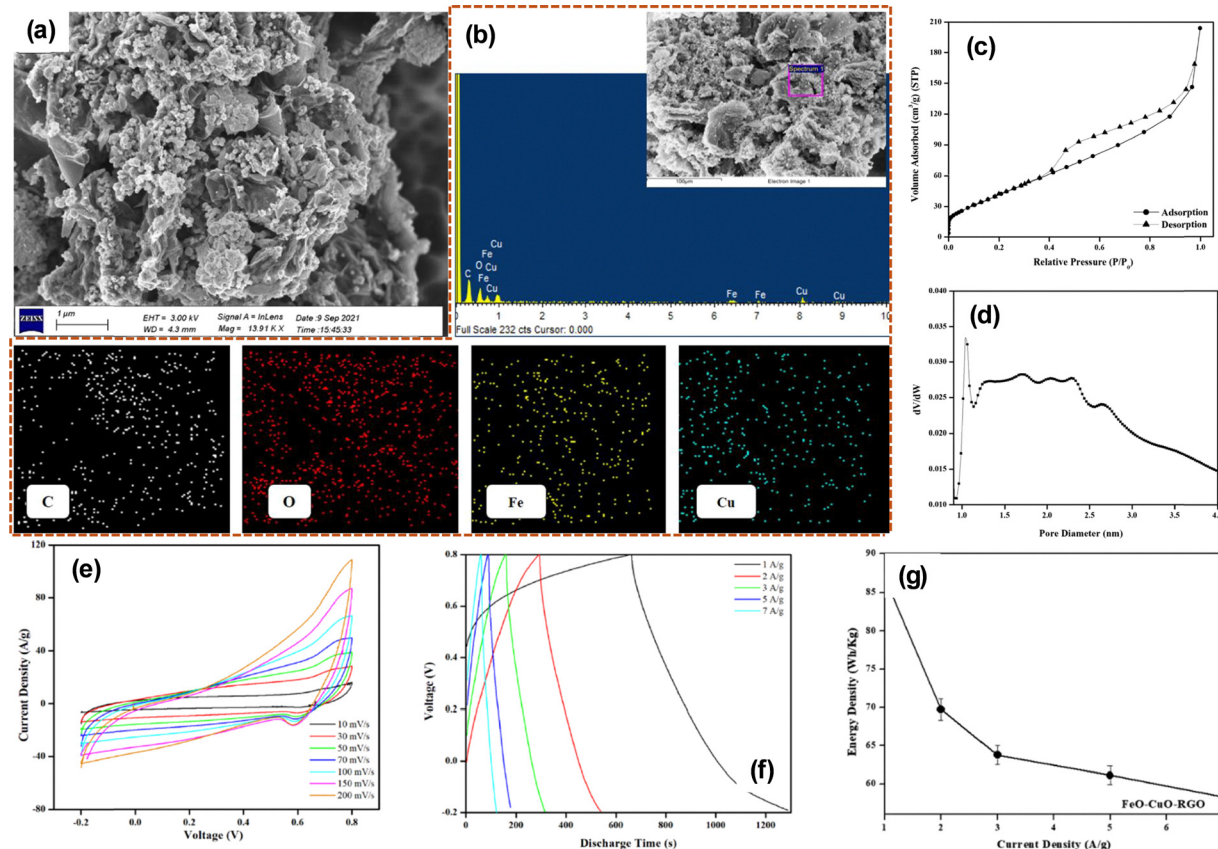 (a)
ZEISS
1 µm
EHT = 3.00 kV
WD = 4.3 mm
Signal A = InLens
Mag = 13.91 K X
Date :9 Sep 2021
Time :15:45:33
(b)
Spectrum 1
100µm
Electron Image 1
Cu
Fe
O Cu
C Fe
Cu
Fe
Fe
Cu
Cu
0 1 2 3 4 5 6 7 8 9 10
Full Scale 232 cts Cursor: 0.000
C
O
Fe
Cu
(c)
Volume Adsorbed (cm³/g) (STP)
210
180
150
120
90
60
30
0
0.0 0.2 0.4 0.6 0.8 1.0
Relative Pressure (P/P₀)
Adsorption
Desorption
(d)
dV/dW
0.040
0.035
0.030
0.025
0.020
0.015
0.010
1.0 1.5 2.0 2.5 3.0 3.5 4.
Pore Diameter (nm)
(e)
Current Density (A/g)
120
80
40
0
-40
-80
-0.2 0.0 0.2 0.4 0.6 0.8
Voltage (V)
10 mV/s
30 mV/s
50 mV/s
70 mV/s
100 mV/s
150 mV/s
200 mV/s
(f)
Voltage (V)
0.8
0.6
0.4
0.2
0.0
-0.2
0 200 400 600 800 1000 1200
Discharge Time (s)
1 A/g
2 A/g
3 A/g
5 A/g
7 A/g
(g)
Energy Density (Wh/Kg)
90
85
80
75
70
65
60
1 2 3 4 5 6
Current Density (A/g)
FeO-CuO-RGO